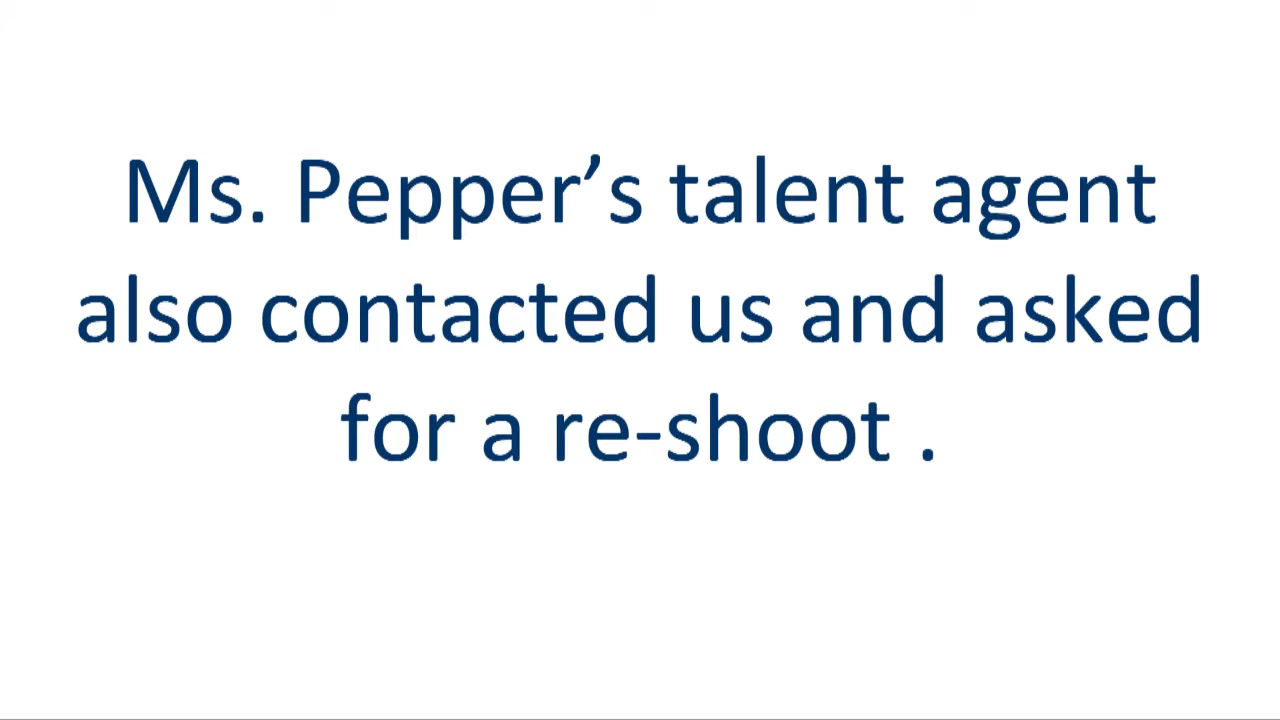 Ms. Pepper’s talent agent
also contacted us and asked
for a re-shoot .